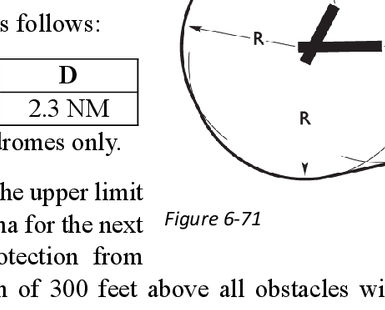 s follows:
D
2.3 NM
dromes only.
he upper limit
na for the next
otection from
n of 300 feet above all obstacles wi
R
R
Figure 6-71